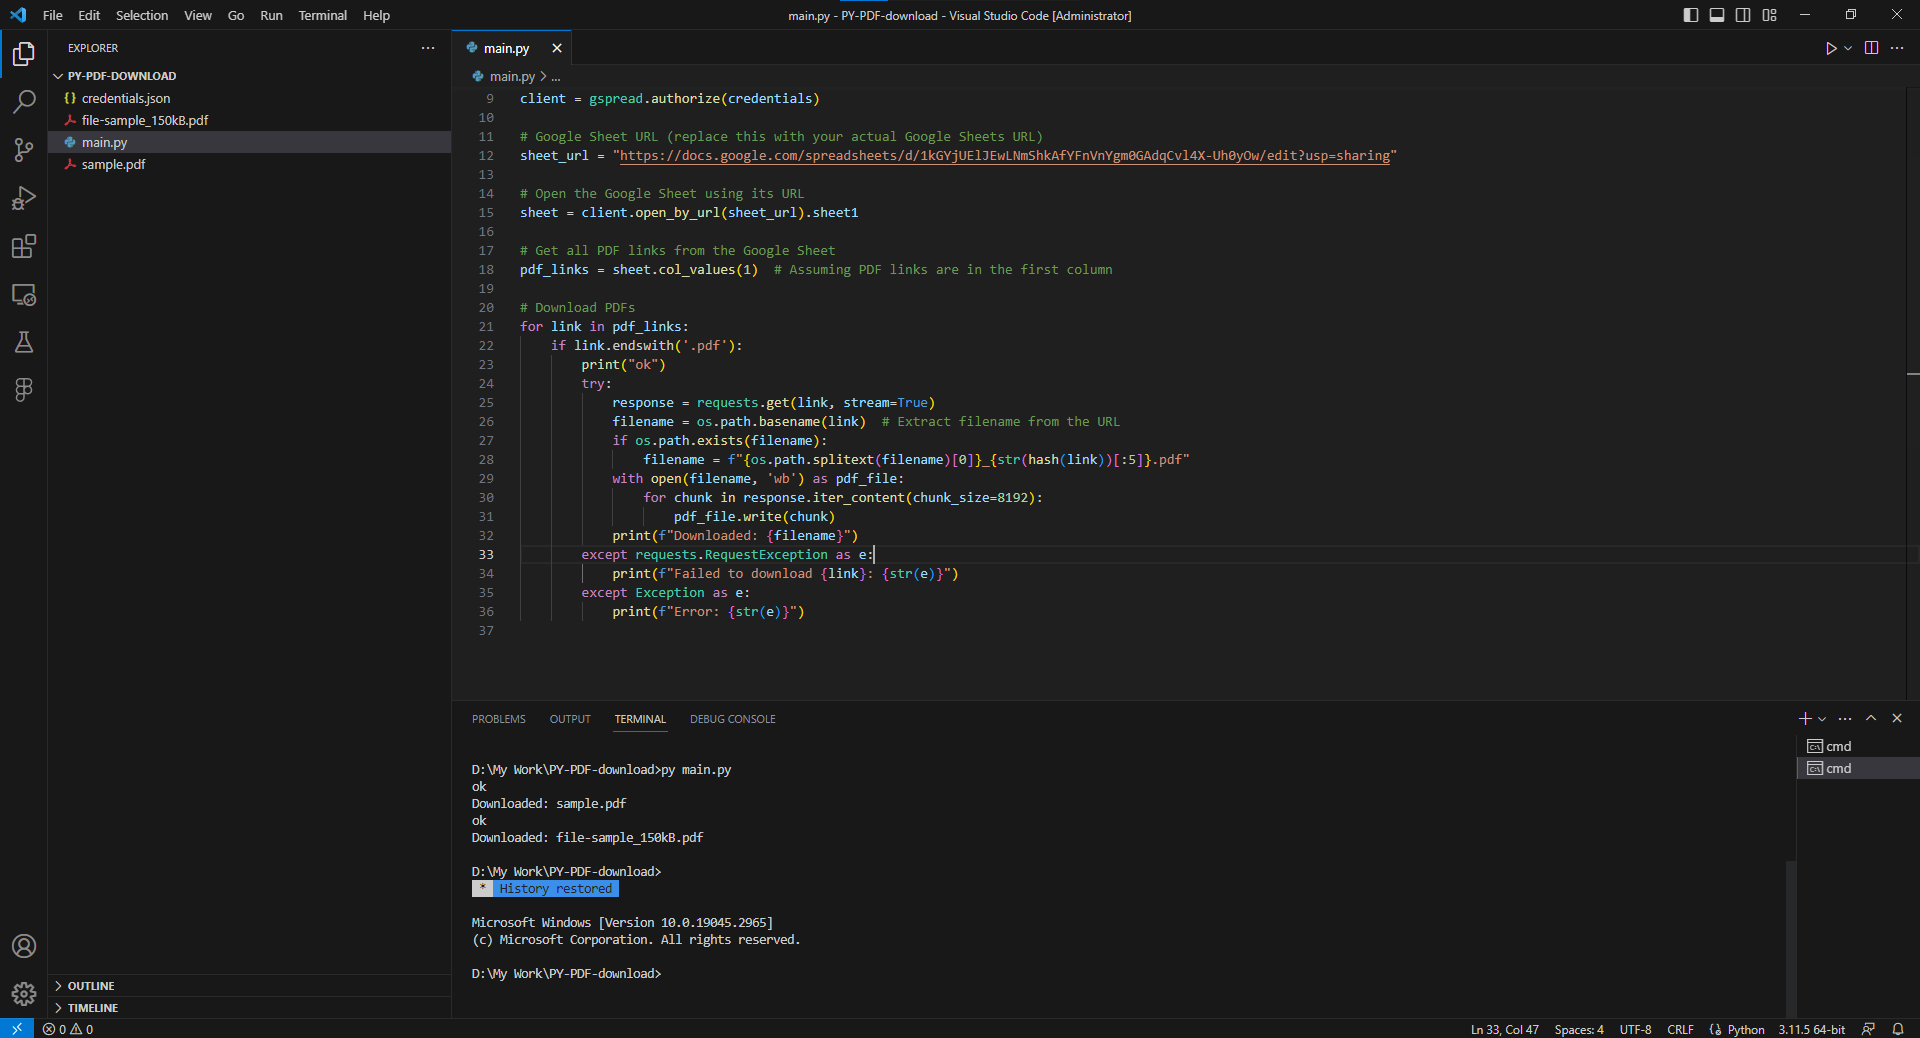 File Edit Selection View Go Run Terminal Help
main.py - PY-PDF-download - Visual Studio Code [Administrator]
EXPLORER
PY-PDF-DOWNLOAD
credentials.json
file-sample_150kB.pdf
main.py
sample.pdf
OUTLINE
TIMELINE
main.py
main.py > ...
9 client = gspread.authorize(credentials)
10
11 # Google Sheet URL (replace this with your actual Google Sheets URL)
12 sheet_url = "https://docs.google.com/spreadsheets/d/1kGYjUElJEwLNmShkAfYFnVnYgm0GAdqCvl4X-Uh0yOw/edit?usp=sharing"
13
14 # Open the Google Sheet using its URL
15 sheet = client.open_by_url(sheet_url).sheet1
16
17 # Get all PDF links from the Google Sheet
18 pdf_links = sheet.col_values(1)  # Assuming PDF links are in the first column
19
20 # Download PDFs
21 for link in pdf_links:
22     if link.endswith('.pdf'):
23         print("ok")
24         try:
25             response = requests.get(link, stream=True)
26             filename = os.path.basename(link)  # Extract filename from the URL
27             if os.path.exists(filename):
28                 filename = f"{os.path.splitext(filename)[0]}_{str(hash(link))[:5]}.pdf"
29             with open(filename, 'wb') as pdf_file:
30                 for chunk in response.iter_content(chunk_size=8192):
31                     pdf_file.write(chunk)
32             print(f"Downloaded: {filename}")
33         except requests.RequestException as e:
34             print(f"Failed to download {link}: {str(e)}")
35         except Exception as e:
36             print(f"Error: {str(e)}")
37
PROBLEMS OUTPUT TERMINAL DEBUG CONSOLE
D:\My Work\PY-PDF-download>py main.py
ok
Downloaded: sample.pdf
ok
Downloaded: file-sample_150kB.pdf
D:\My Work\PY-PDF-download>
* History restored
Microsoft Windows [Version 10.0.19045.2965]
(c) Microsoft Corporation. All rights reserved.
D:\My Work\PY-PDF-download>
cmd
cmd
0 0
Ln 33, Col 47 Spaces: 4 UTF-8 CRLF Python 3.11.5 64-bit